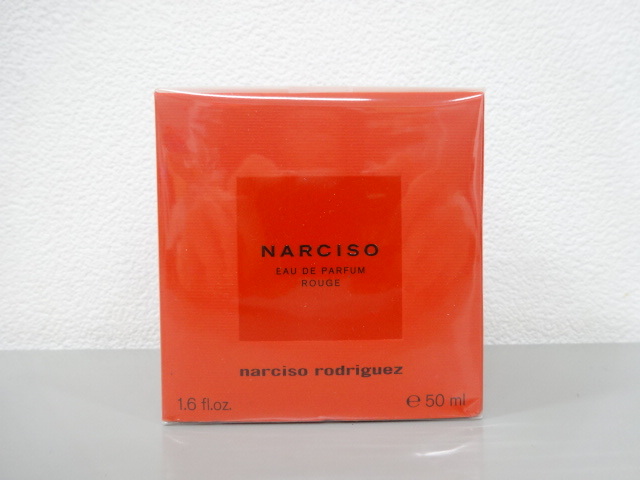 NARCISO
EAU DE PARFUM
ROUGE
narciso rodriguez
1.6 fl.oz.
℮ 50 ml